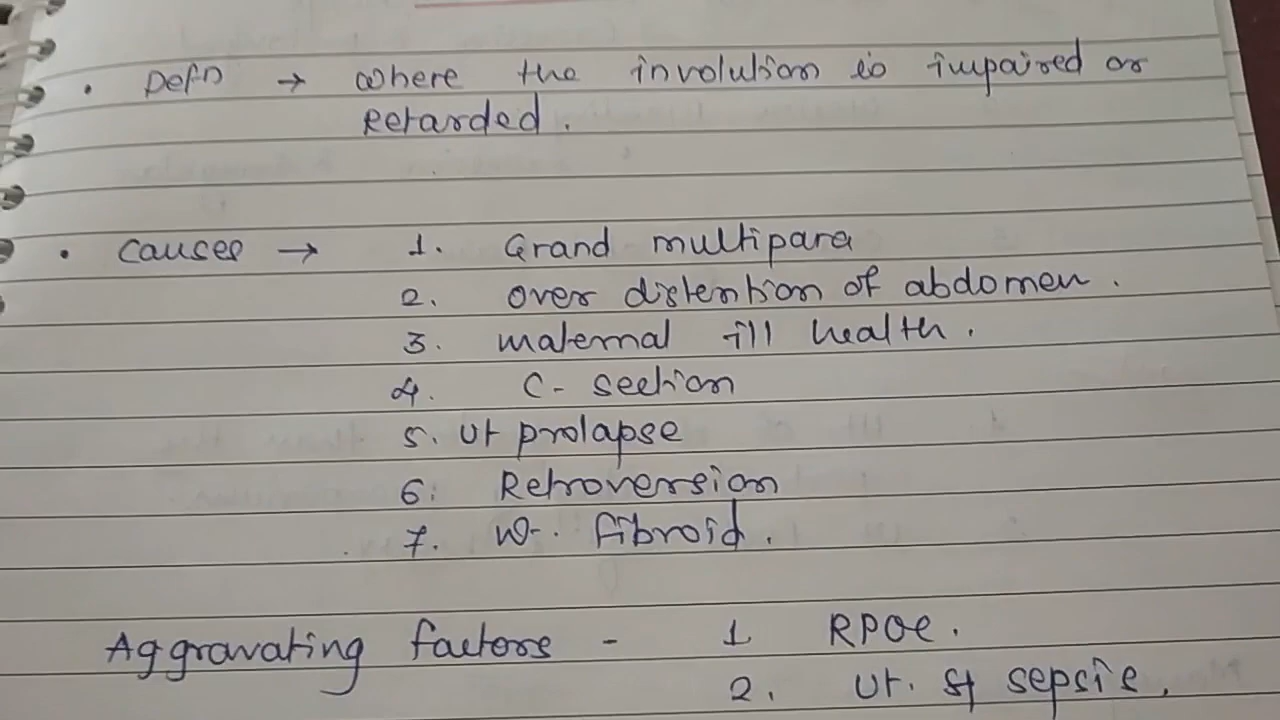 • Defn → where the involution is impaired or
retarded.
• Causes → 1. Grand multipara
2. over distention of abdomen.
3. maternal ill health.
4. C-section
5. Ut prolapse
6. Retroversion
7. fibroid.
Aggravating factors - 1 RPOC.
2. Ut. sepsis.